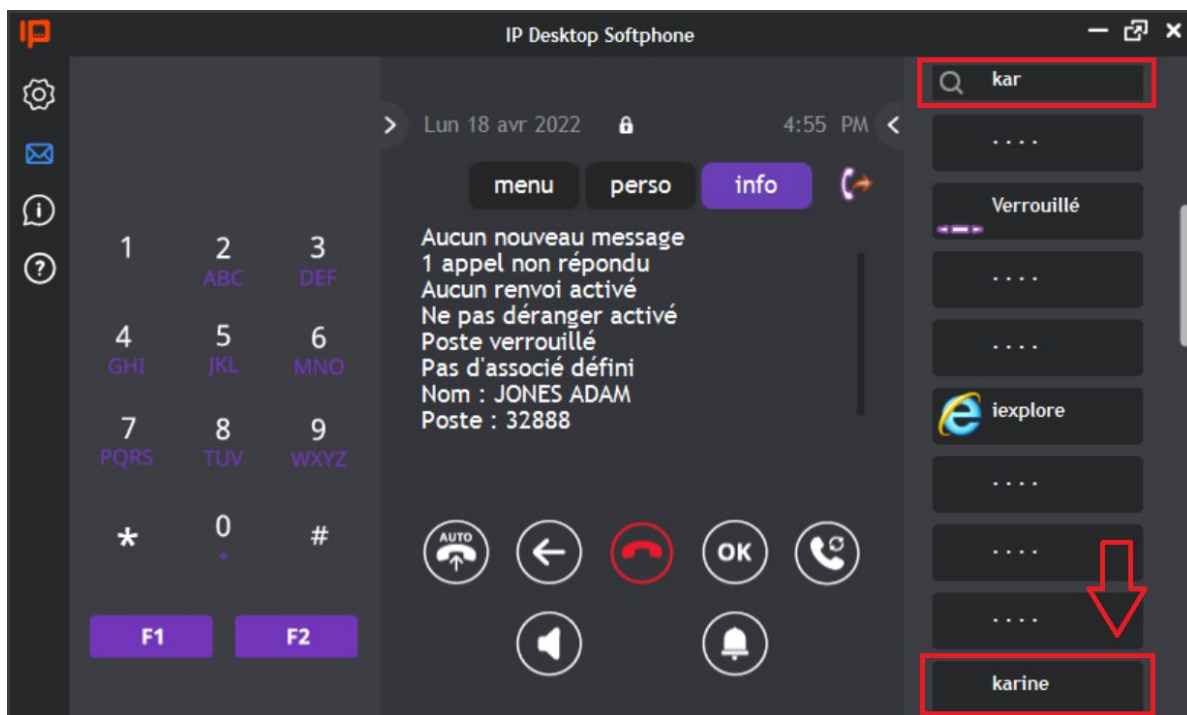 IP Desktop Softphone
1
2
ABC
3
DEF
4
GHI
5
JKL
6
MNO
7
PQRS
8
TUV
9
WXYZ
*
0
+
#
F1
F2
Lun 18 avr 2022
4:55 PM
menu
perso
info
Aucun nouveau message
1 appel non répondu
Aucun renvoi activé
Ne pas déranger activé
Poste verrouillé
Pas d'associé défini
Nom : JONES ADAM
Poste : 32888
AUTO
OK
kar
. . . .
Verrouillé
. . . .
. . . .
iexplore
. . . .
. . . .
. . . .
karine